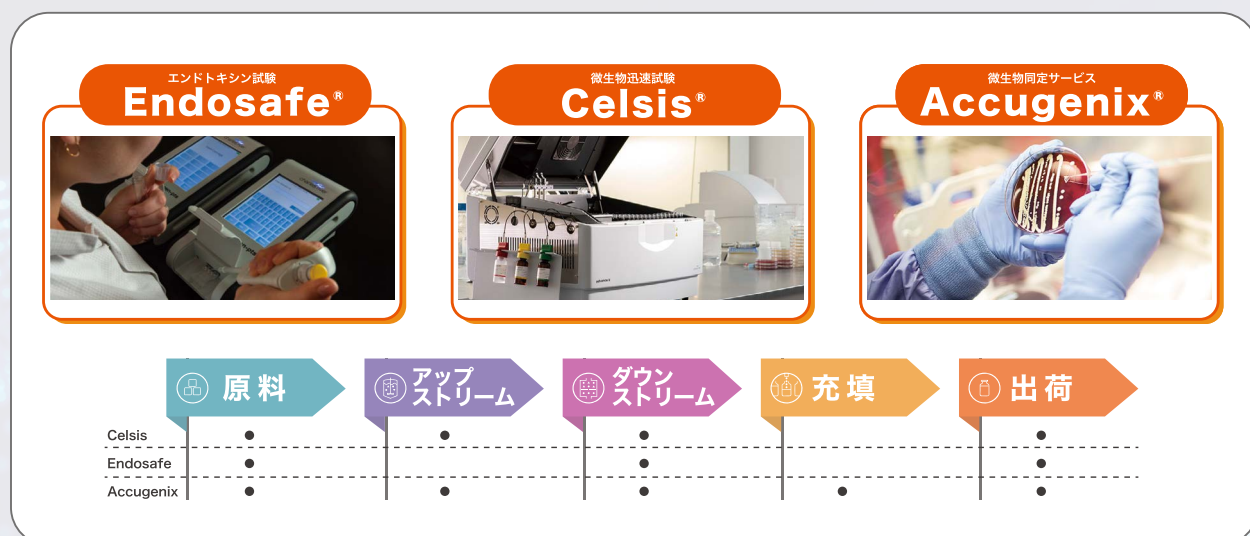 エンドトキシン試験
Endosafe®
微生物迅速試験
Celsis®
微生物同定サービス
Accugenix®
原料
アップ
ストリーム
ダウン
ストリーム
充填
出荷
Celsis
Endosafe
Accugenix